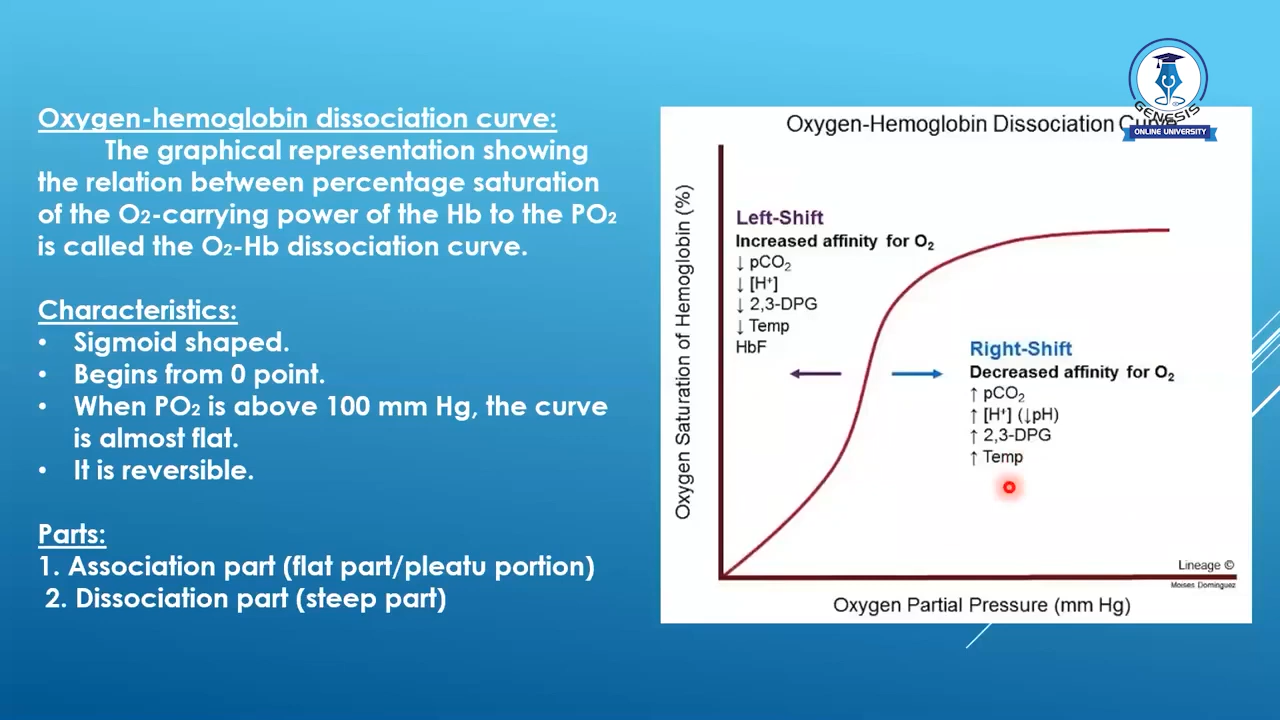 GENESIS
ONLINE UNIVERSITY
Oxygen-hemoglobin dissociation curve:
The graphical representation showing
the relation between percentage saturation
of the O2-carrying power of the Hb to the PO2
is called the O2-Hb dissociation curve.
Characteristics:
• Sigmoid shaped.
• Begins from 0 point.
• When PO2 is above 100 mm Hg, the curve
is almost flat.
• It is reversible.
Parts:
1. Association part (flat part/pleatu portion)
2. Dissociation part (steep part)
Oxygen-Hemoglobin Dissociation Curve
Oxygen Saturation of Hemoglobin (%)
Left-Shift
Increased affinity for O2
↓ pCO2
↓ [H+]
↓ 2,3-DPG
↓ Temp
HbF
Right-Shift
Decreased affinity for O2
↑ pCO2
↑ [H+] (↓pH)
↑ 2,3-DPG
↑ Temp
Lineage ©
Moises Dominguez
Oxygen Partial Pressure (mm Hg)